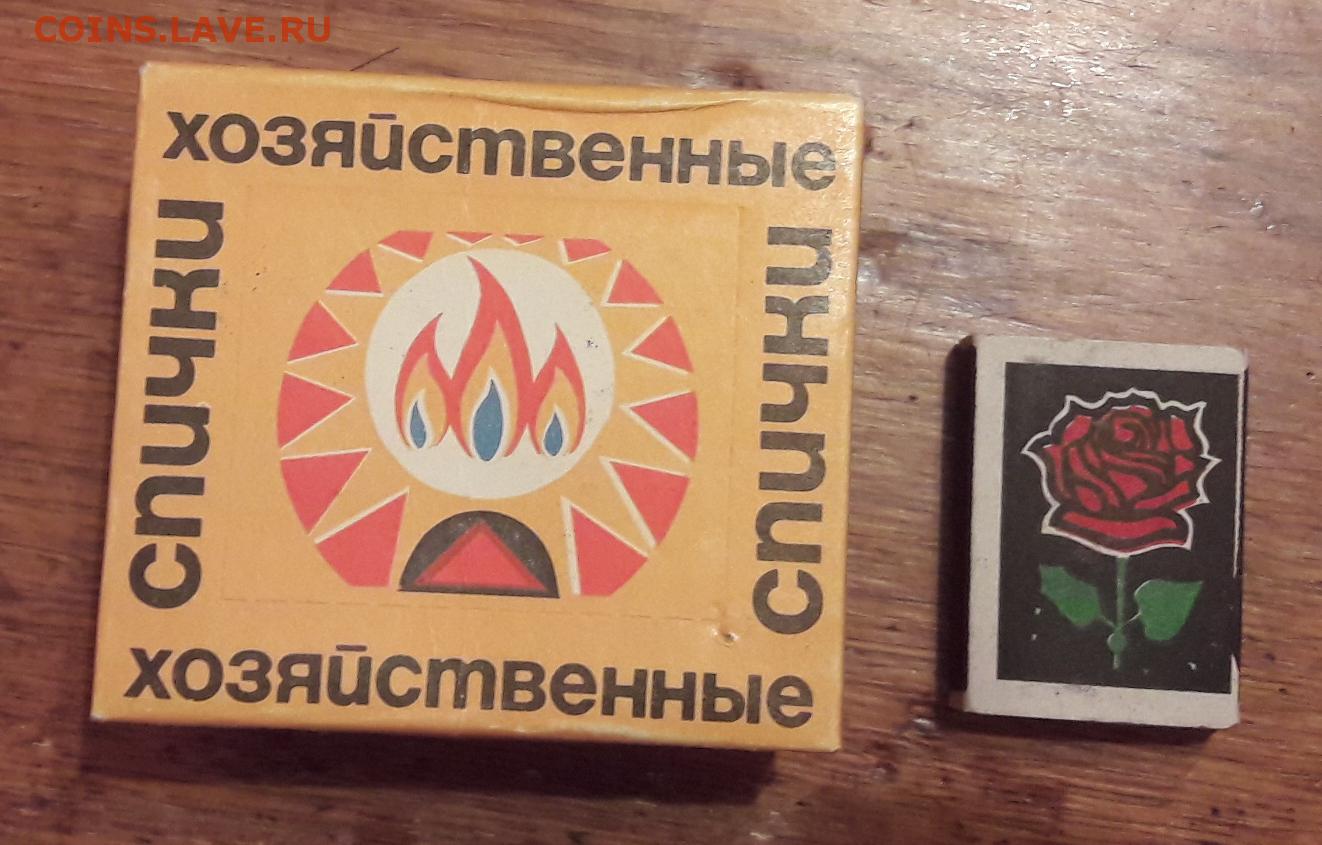 COINS.LAVE.RU
хозяйственные
спички
спички
хозяйственные